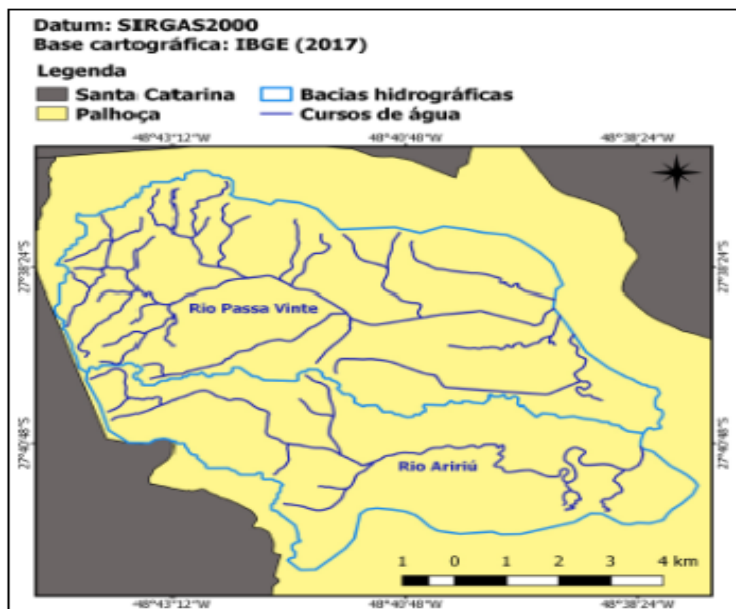 Datum: SIRGAS2000
Base cartográfica: IBGE (2017)
Legenda
Santa Catarina
Bacias hidrográficas
Palhoça
Cursos de água
48°43'12"W
48°40'48"W
48°38'24"W
27°38'24"S
27°38'24"S
Rio Passa Vinte
27°40'48"S
27°40'48"S
Rio Aririú
1 0 1 2 3 4 km
48°43'12"W
48°40'48"W
48°38'24"W